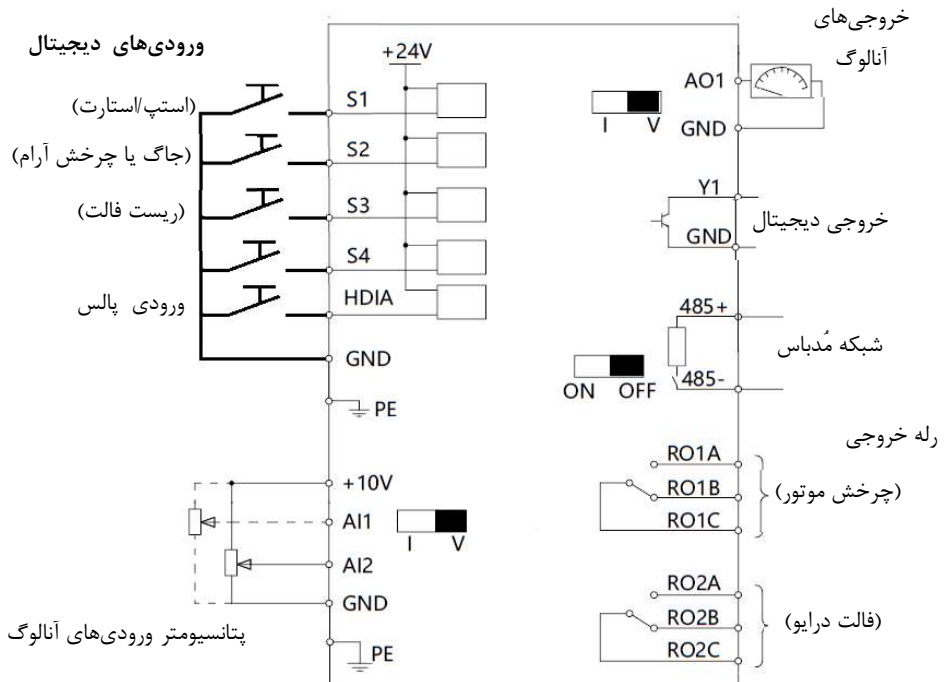 ورودی‌های دیجیتال
+24V
(استپ/استارت)
S1
(جاگ یا چرخش آرام)
S2
(ریست فالت)
S3
S4
ورودی پالس
HDIA
GND
PE
+10V
AI1
I V
AI2
GND
پتانسیومتر ورودی‌های آنالوگ
PE
خروجی‌های
آنالوگ
AO1
I V
GND
Y1
خروجی دیجیتال
GND
485+
شبکه مُدباس
ON OFF
485-
رله خروجی
RO1A
RO1B
(چرخش موتور)
RO1C
RO2A
RO2B
(فالت درایو)
RO2C